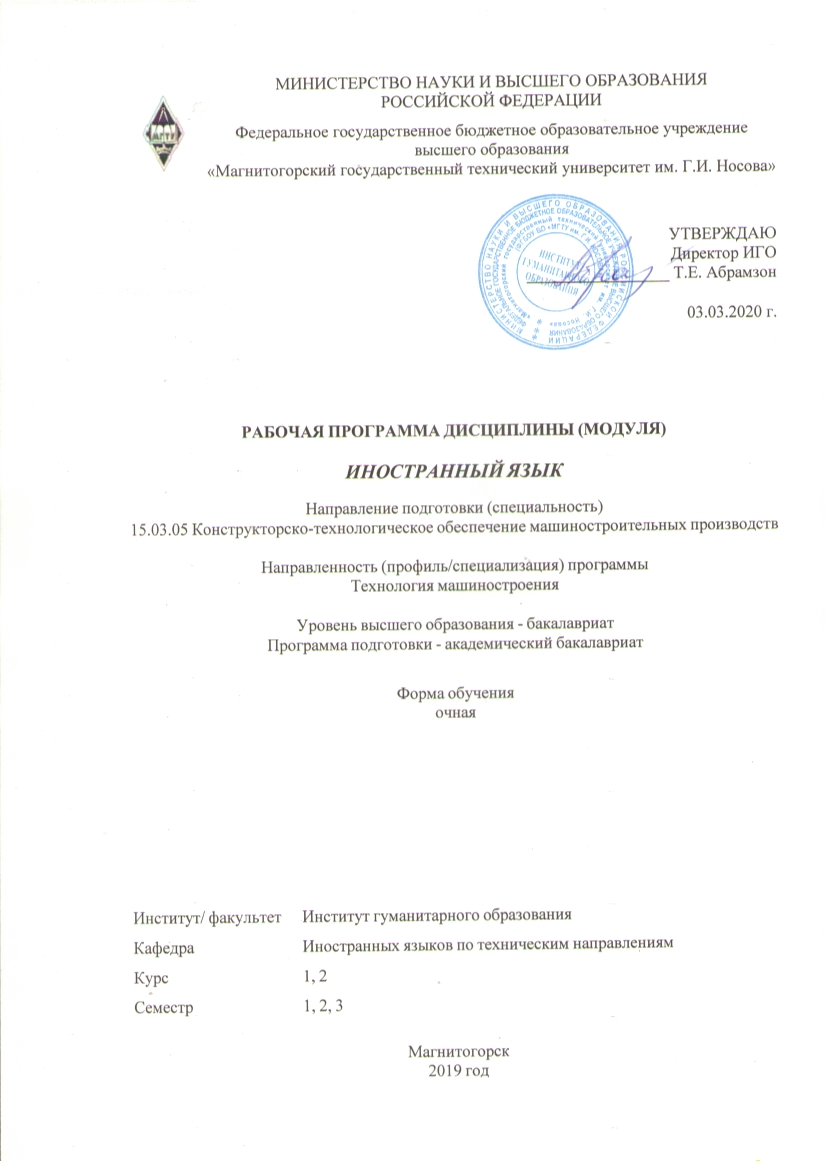 МИНИСТЕРСТВО НАУКИ И ВЫСШЕГО ОБРАЗОВАНИЯ
РОССИЙСКОЙ ФЕДЕРАЦИИ
Федеральное государственное бюджетное образовательное учреждение
высшего образования
«Магнитогорский государственный технический университет им. Г.И. Носова»
УТВЕРЖДАЮ
Директор ИГО
Т.Е. Абрамзон
03.03.2020 г.
ИНСТИТУТ
ГУМАНИТАРНОГО
ОБРАЗОВАНИЯ
РАБОЧАЯ ПРОГРАММА ДИСЦИПЛИНЫ (МОДУЛЯ)
ИНОСТРАННЫЙ ЯЗЫК
Направление подготовки (специальность)
15.03.05 Конструкторско-технологическое обеспечение машиностроительных производств
Направленность (профиль/специализация) программы
Технология машиностроения
Уровень высшего образования - бакалавриат
Программа подготовки - академический бакалавриат
Форма обучения
очная
Институт/ факультет Институт гуманитарного образования
Кафедра Иностранных языков по техническим направлениям
Курс 1, 2
Семестр 1, 2, 3
Магнитогорск
2019 год